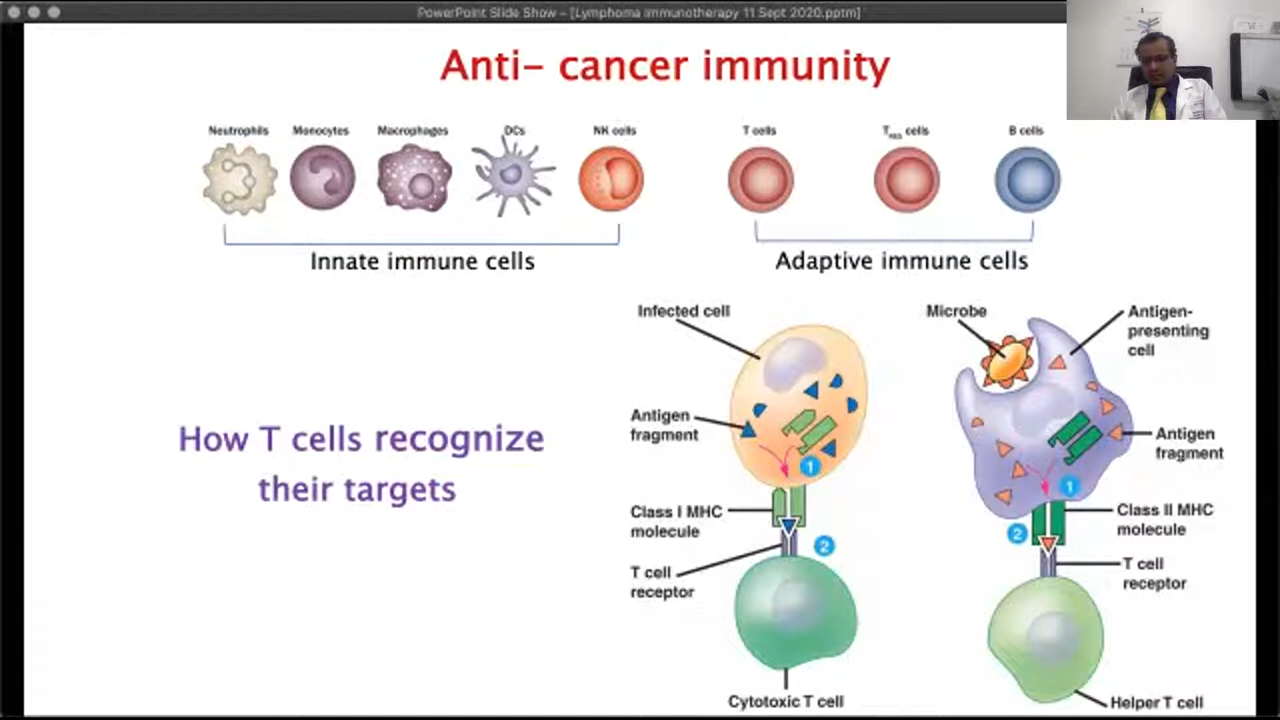 PowerPoint Slide Show – [Lymphoma immunotherapy 11 Sept 2020.pptm]
Anti- cancer immunity
Neutrophils Monocytes Macrophages DCs NK cells T cells T REG cells B cells
Innate immune cells
Adaptive immune cells
How T cells recognize
their targets
Infected cell
Antigen
fragment
1
Class I MHC
molecule
2
T cell
receptor
Cytotoxic T cell
Microbe
Antigen-
presenting
cell
Antigen
fragment
1
Class II MHC
molecule
2
T cell
receptor
Helper T cell